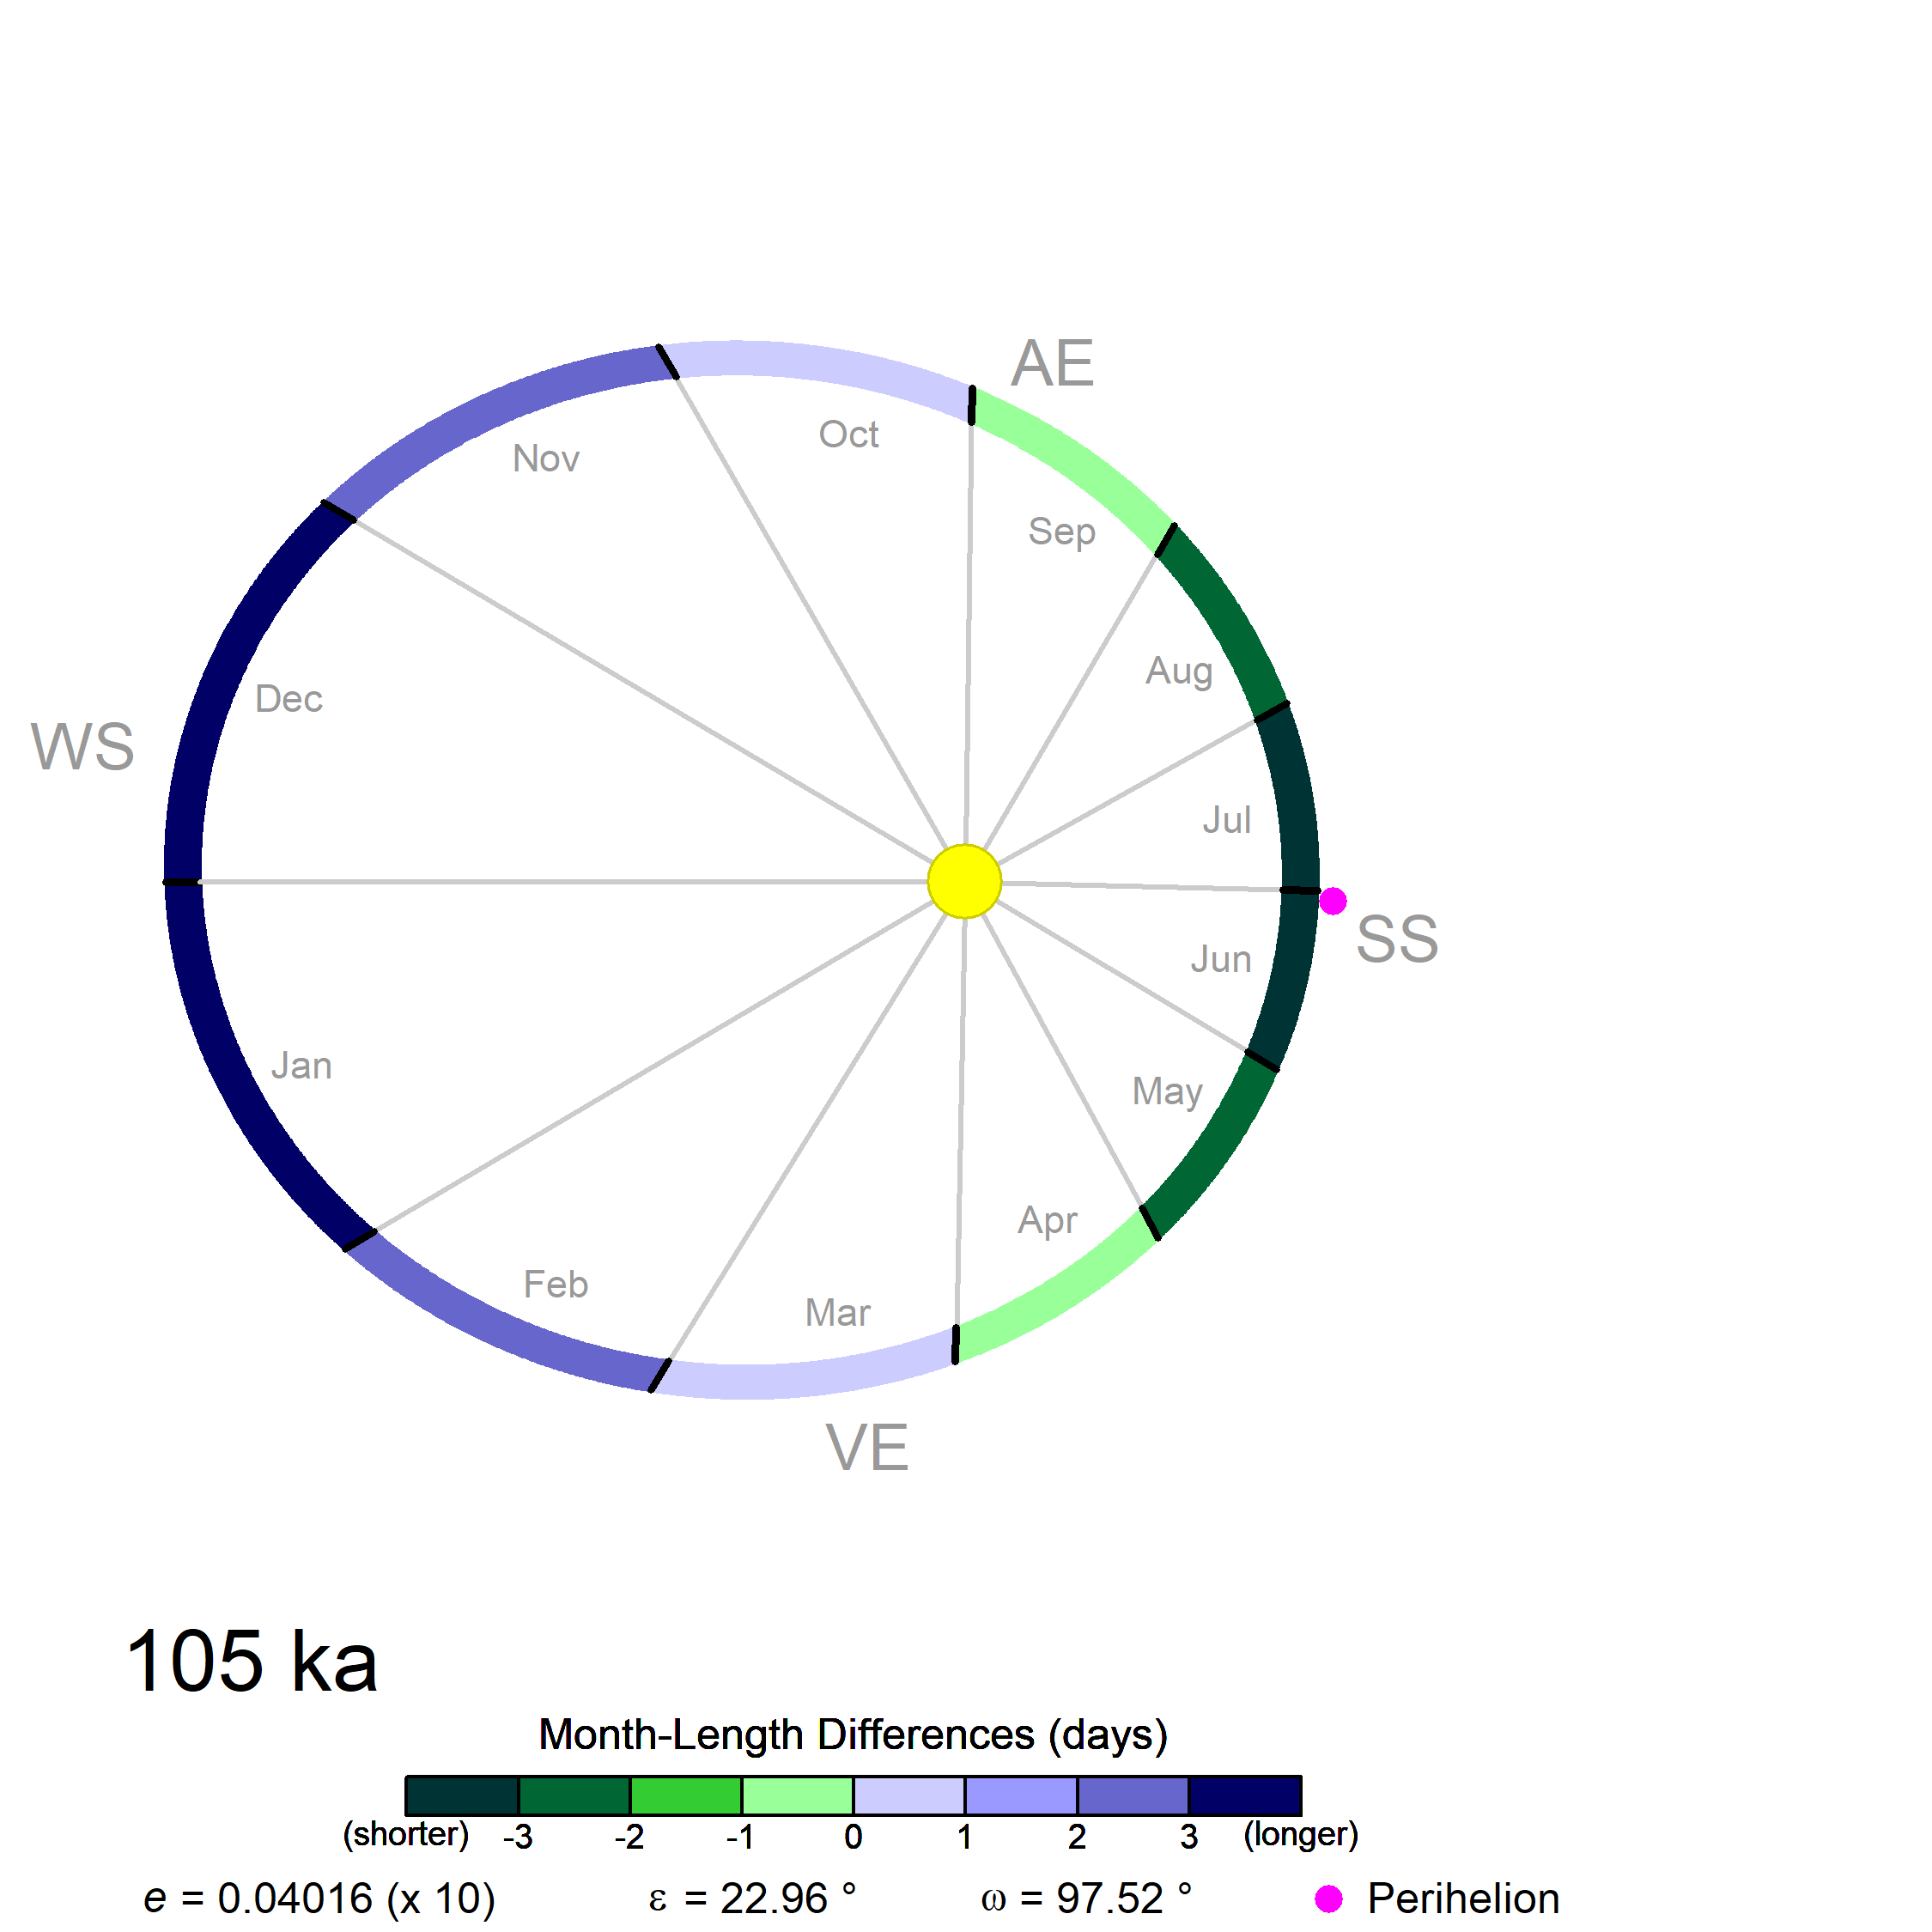 AE
Oct
Nov
Sep
Aug
Dec
WS
Jul
SS
Jun
Jan
May
Apr
Feb
Mar
VE
105 ka
Month-Length Differences (days)
(shorter) -3 -2 -1 0 1 2 3 (longer)
e = 0.04016 (x 10) ε = 22.96 ° ω = 97.52 ° Perihelion